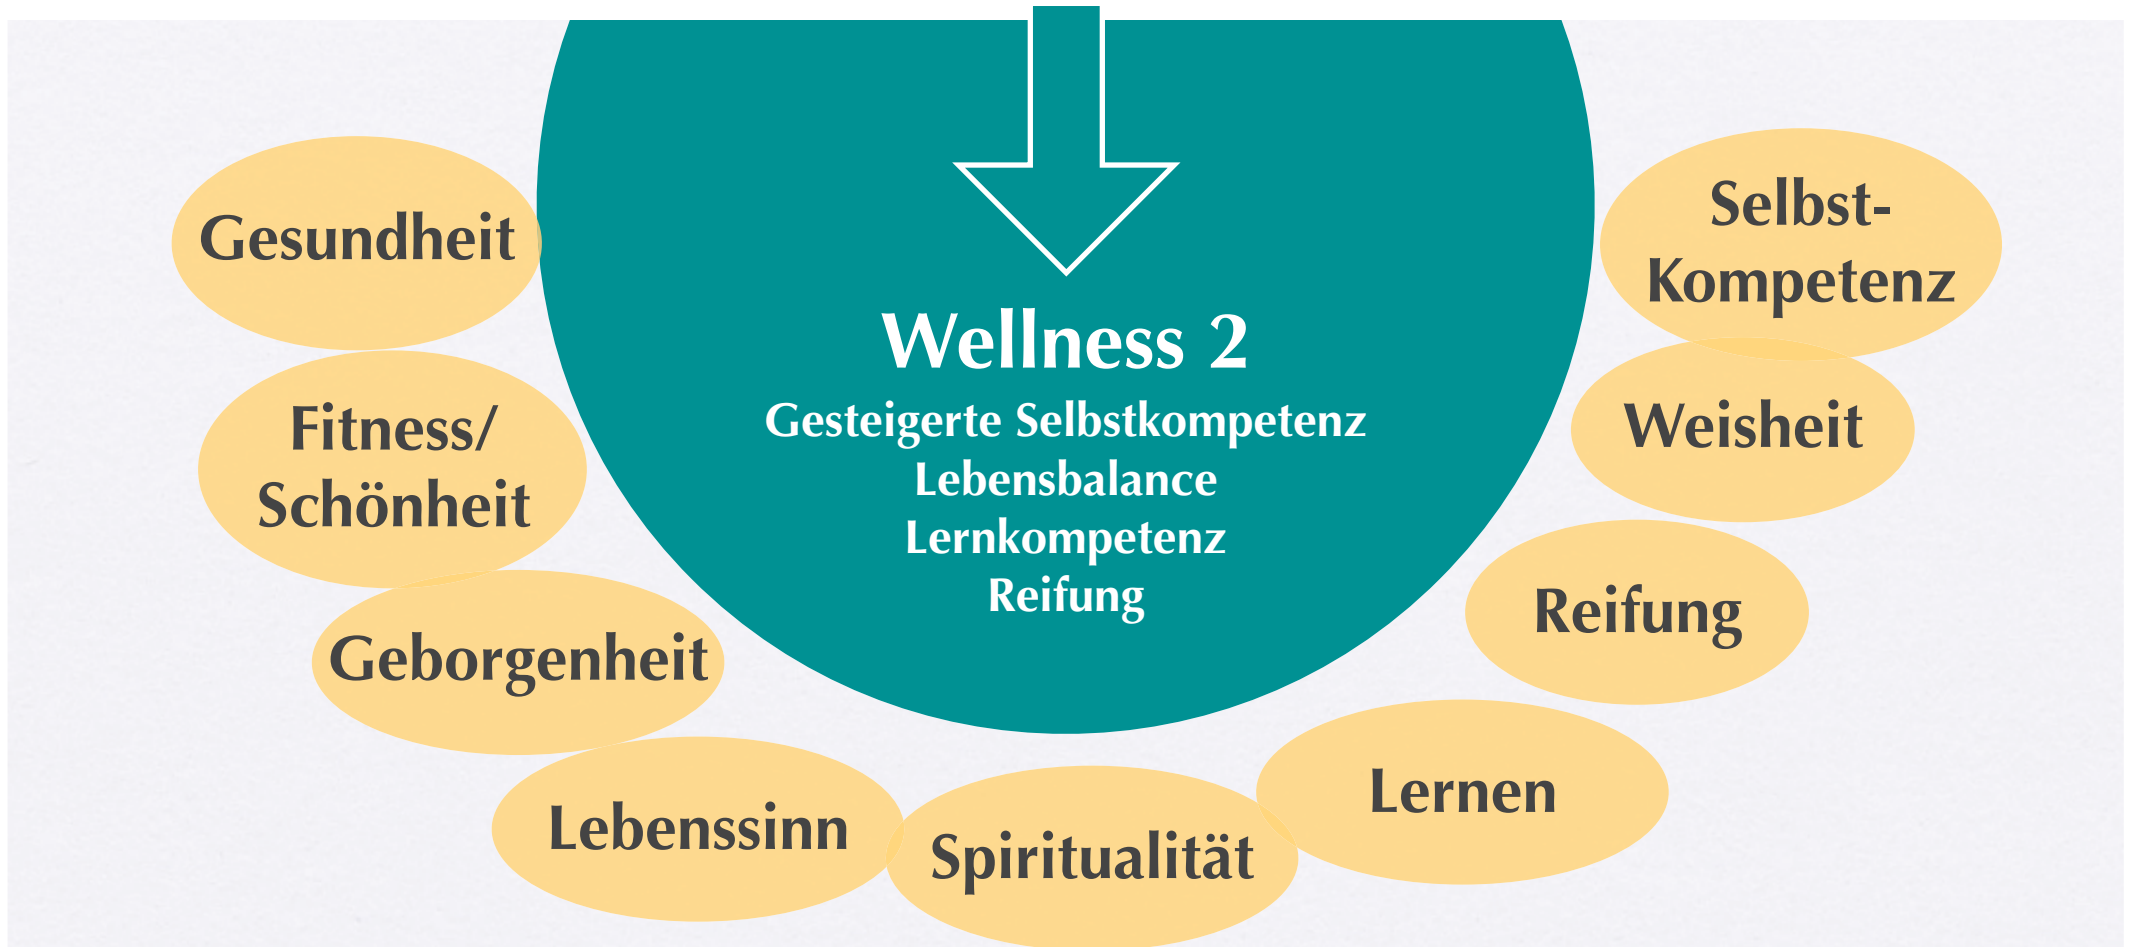 Wellness 2
Gesteigerte Selbstkompetenz
Lebensbalance
Lernkompetenz
Reifung
Gesundheit
Fitness/
Schönheit
Geborgenheit
Lebenssinn
Spiritualität
Lernen
Reifung
Weisheit
Selbst-
Kompetenz